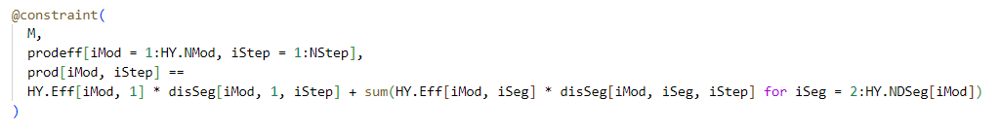 @constraint(
M,
prodeff[iMod = 1:HY.NMod, iStep = 1:NStep],
prod[iMod, iStep] ==
HY.Eff[iMod, 1] * disSeg[iMod, 1, iStep] + sum(HY.Eff[iMod, iSeg] * disSeg[iMod, iSeg, iStep] for iSeg = 2:HY.NDSeg[iMod])
)